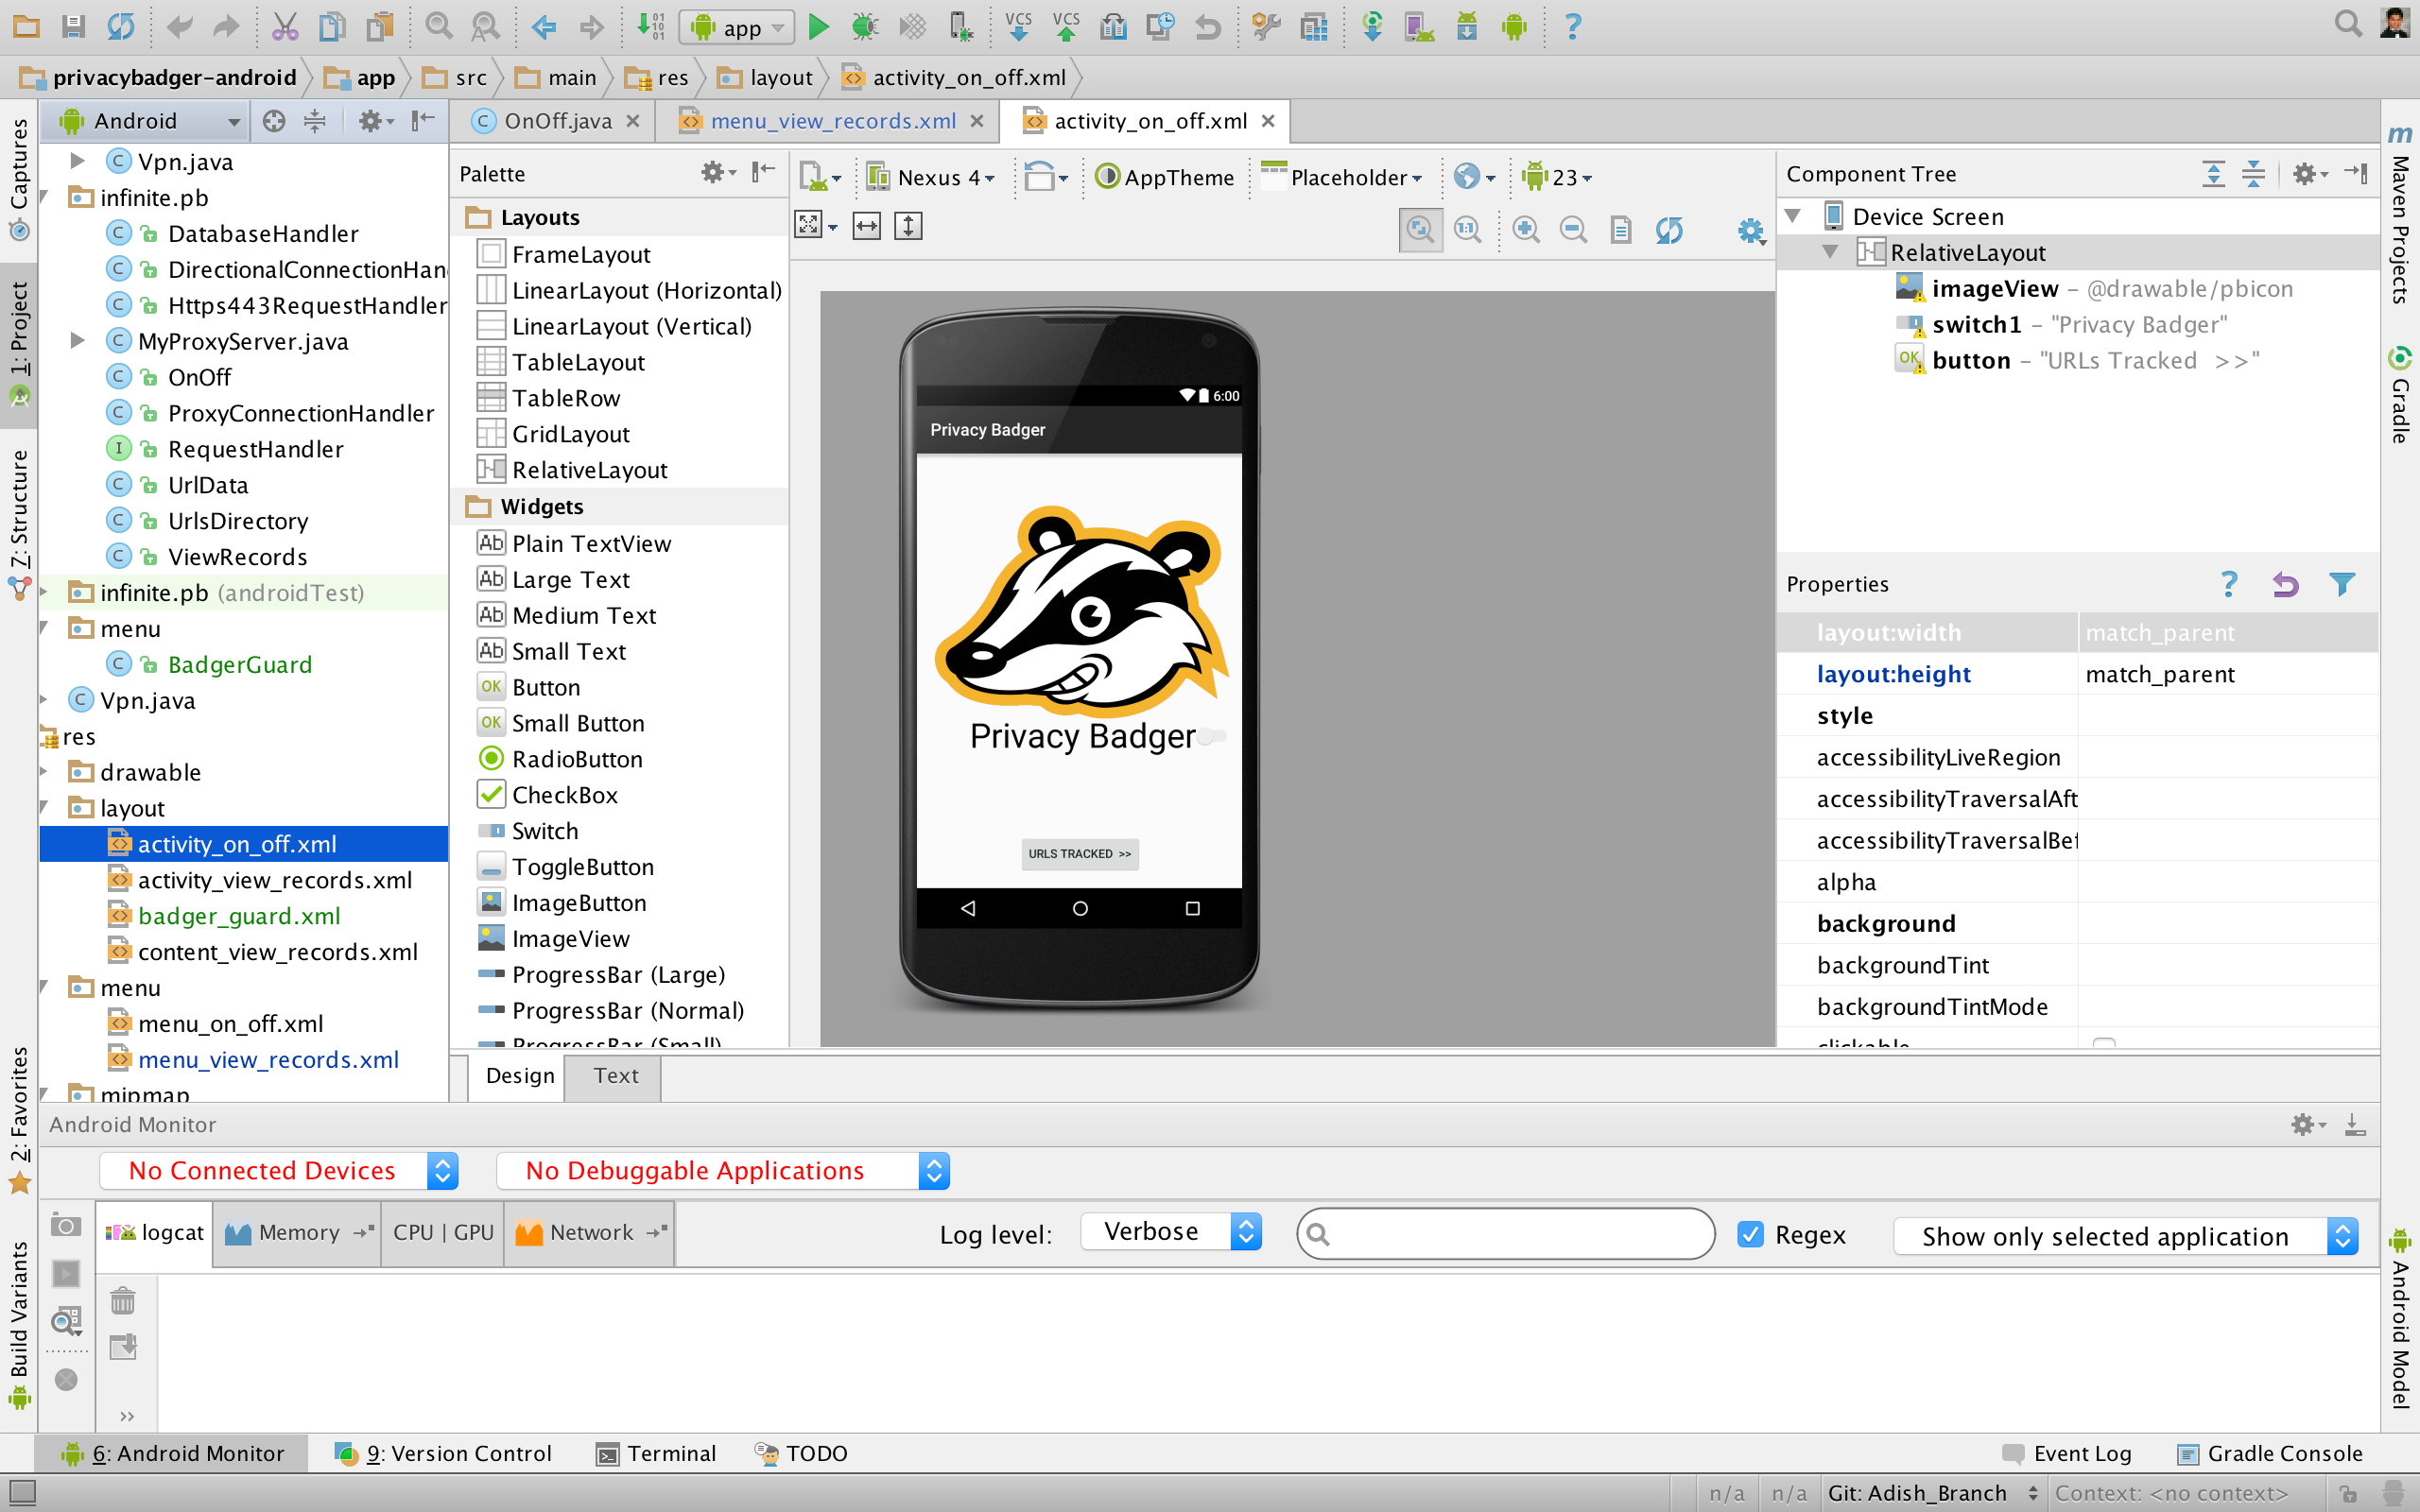 VCS VCS
app
privacybadger-android app src main res layout activity_on_off.xml
Captures
1: Project
Z: Structure
2: Favorites
Build Variants
Android
Vpn.java
infinite.pb
DatabaseHandler
DirectionalConnectionHan
Https443RequestHandler
MyProxyServer.java
OnOff
ProxyConnectionHandler
RequestHandler
UrlData
UrlsDirectory
ViewRecords
infinite.pb (androidTest)
menu
BadgerGuard
Vpn.java
res
drawable
layout
activity_on_off.xml
activity_view_records.xml
badger_guard.xml
content_view_records.xml
menu
menu_on_off.xml
menu_view_records.xml
mipmap
OnOff.java menu_view_records.xml activity_on_off.xml
Palette
Layouts
FrameLayout
LinearLayout (Horizontal)
LinearLayout (Vertical)
TableLayout
TableRow
GridLayout
RelativeLayout
Widgets
Plain TextView
Large Text
Medium Text
Small Text
Button
Small Button
RadioButton
CheckBox
Switch
ToggleButton
ImageButton
ImageView
ProgressBar (Large)
ProgressBar (Normal)
ProgressBar (Small)
Nexus 4 AppTheme Placeholder 23
6:00
Privacy Badger
Privacy Badger
URLS TRACKED >>
Design Text
Component Tree
Device Screen
RelativeLayout
imageView – @drawable/pbicon
switch1 – "Privacy Badger"
button – "URLs Tracked >>"
Properties
layout:width match_parent
layout:height match_parent
style
accessibilityLiveRegion
accessibilityTraversalAft
accessibilityTraversalBef
alpha
background
backgroundTint
backgroundTintMode
clickable
Maven Projects
Gradle
Android Model
Android Monitor
No Connected Devices No Debuggable Applications
logcat Memory CPU | GPU Network Log level: Verbose Regex Show only selected application
6: Android Monitor 9: Version Control Terminal TODO Event Log Gradle Console
n/a n/a Git: Adish_Branch Context: <no context>